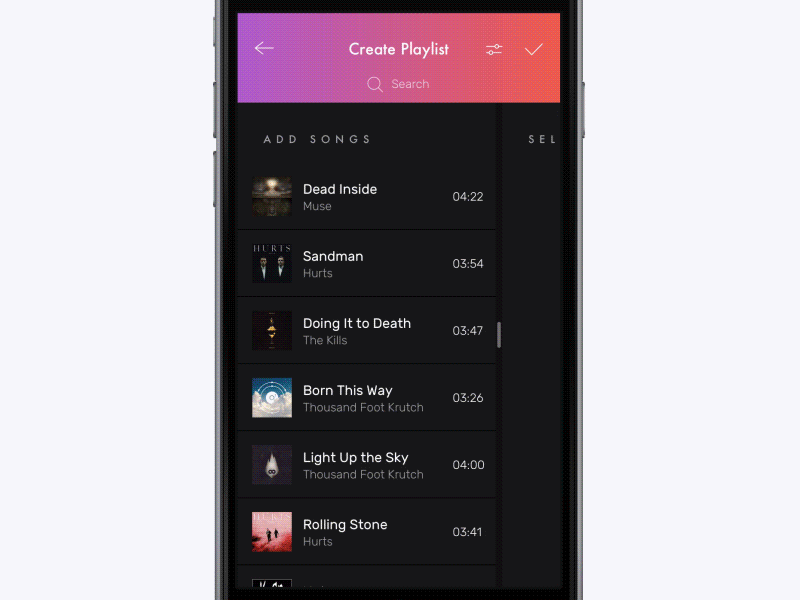 Create Playlist
Search
ADD SONGS
SEL
Dead Inside
Muse
04:22
HURTS
Sandman
Hurts
03:54
Doing It to Death
The Kills
03:47
Born This Way
Thousand Foot Krutch
03:26
Light Up the Sky
Thousand Foot Krutch
04:00
HURTS
Rolling Stone
Hurts
03:41